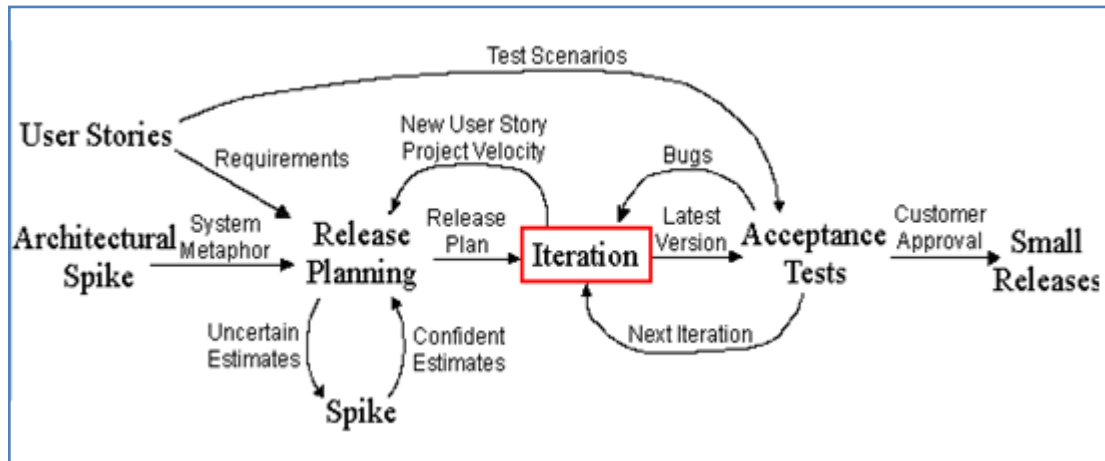 Test Scenarios
User Stories
New User Story
Project Velocity
Bugs
Requirements
Architectural
Spike
System
Metaphor
Release
Planning
Release
Plan
Iteration
Latest
Version
Acceptance
Tests
Customer
Approval
Small
Releases
Uncertain
Estimates
Confident
Estimates
Next Iteration
Spike